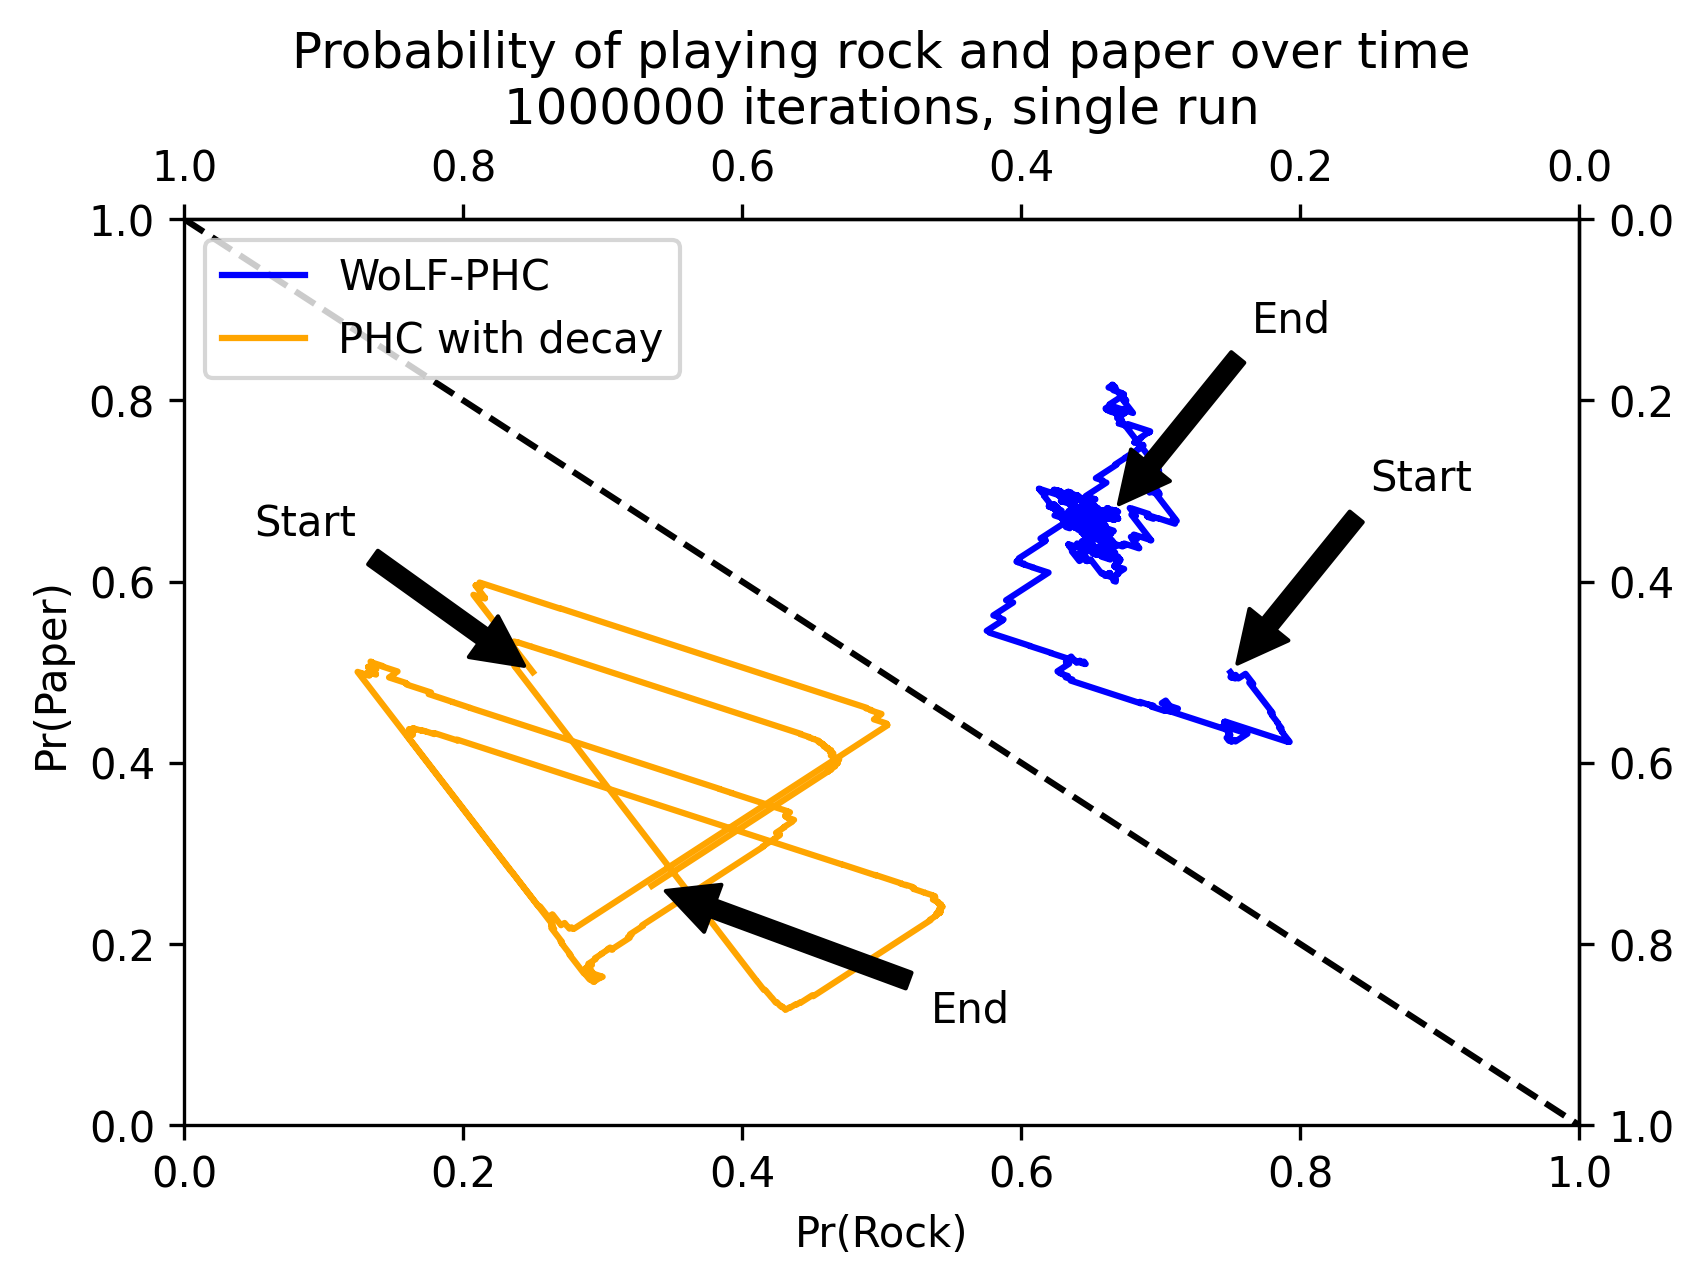 Probability of playing rock and paper over time
1000000 iterations, single run
1.0 0.8 0.6 0.4 0.2 0.0
1.0 0.0
WoLF-PHC
PHC with decay
End
0.8 0.2
Start
Start
0.6 0.4
Pr(Paper)
0.4 0.6
0.2 0.8
End
0.0 1.0
0.0 0.2 0.4 0.6 0.8 1.0
Pr(Rock)